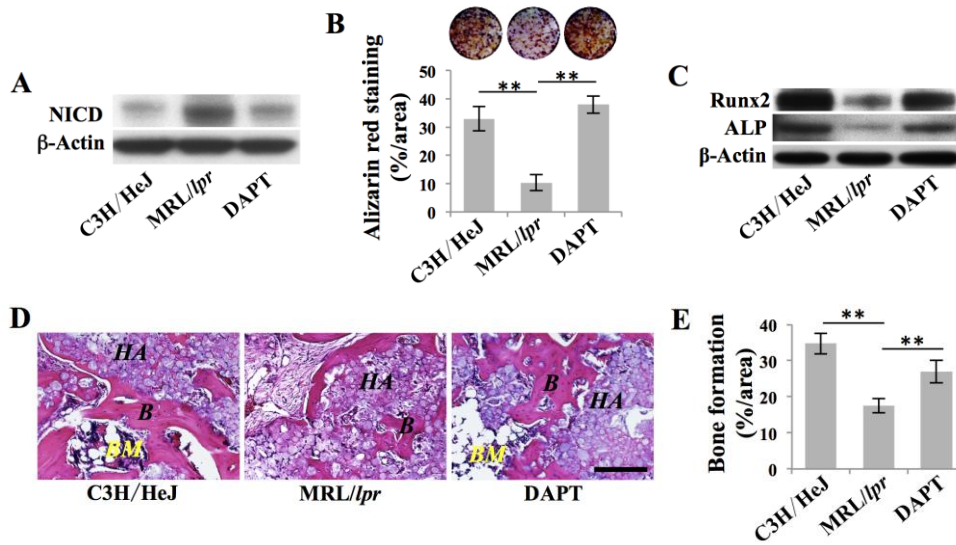 A
NICD
β-Actin
C3H/HeJ
MRL/lpr
DAPT
B
Alizarin red staining
(%/area)
50
40
30
20
10
0
**
**
C3H/HeJ
MRL/lpr
DAPT
C
Runx2
ALP
β-Actin
C3H/HeJ
MRL/lpr
DAPT
D
HA
B
BM
C3H/HeJ
HA
B
MRL/lpr
B
HA
BM
DAPT
E
Bone formation
(%/area)
40
30
20
10
0
**
**
C3H/HeJ
MRL/lpr
DAPT